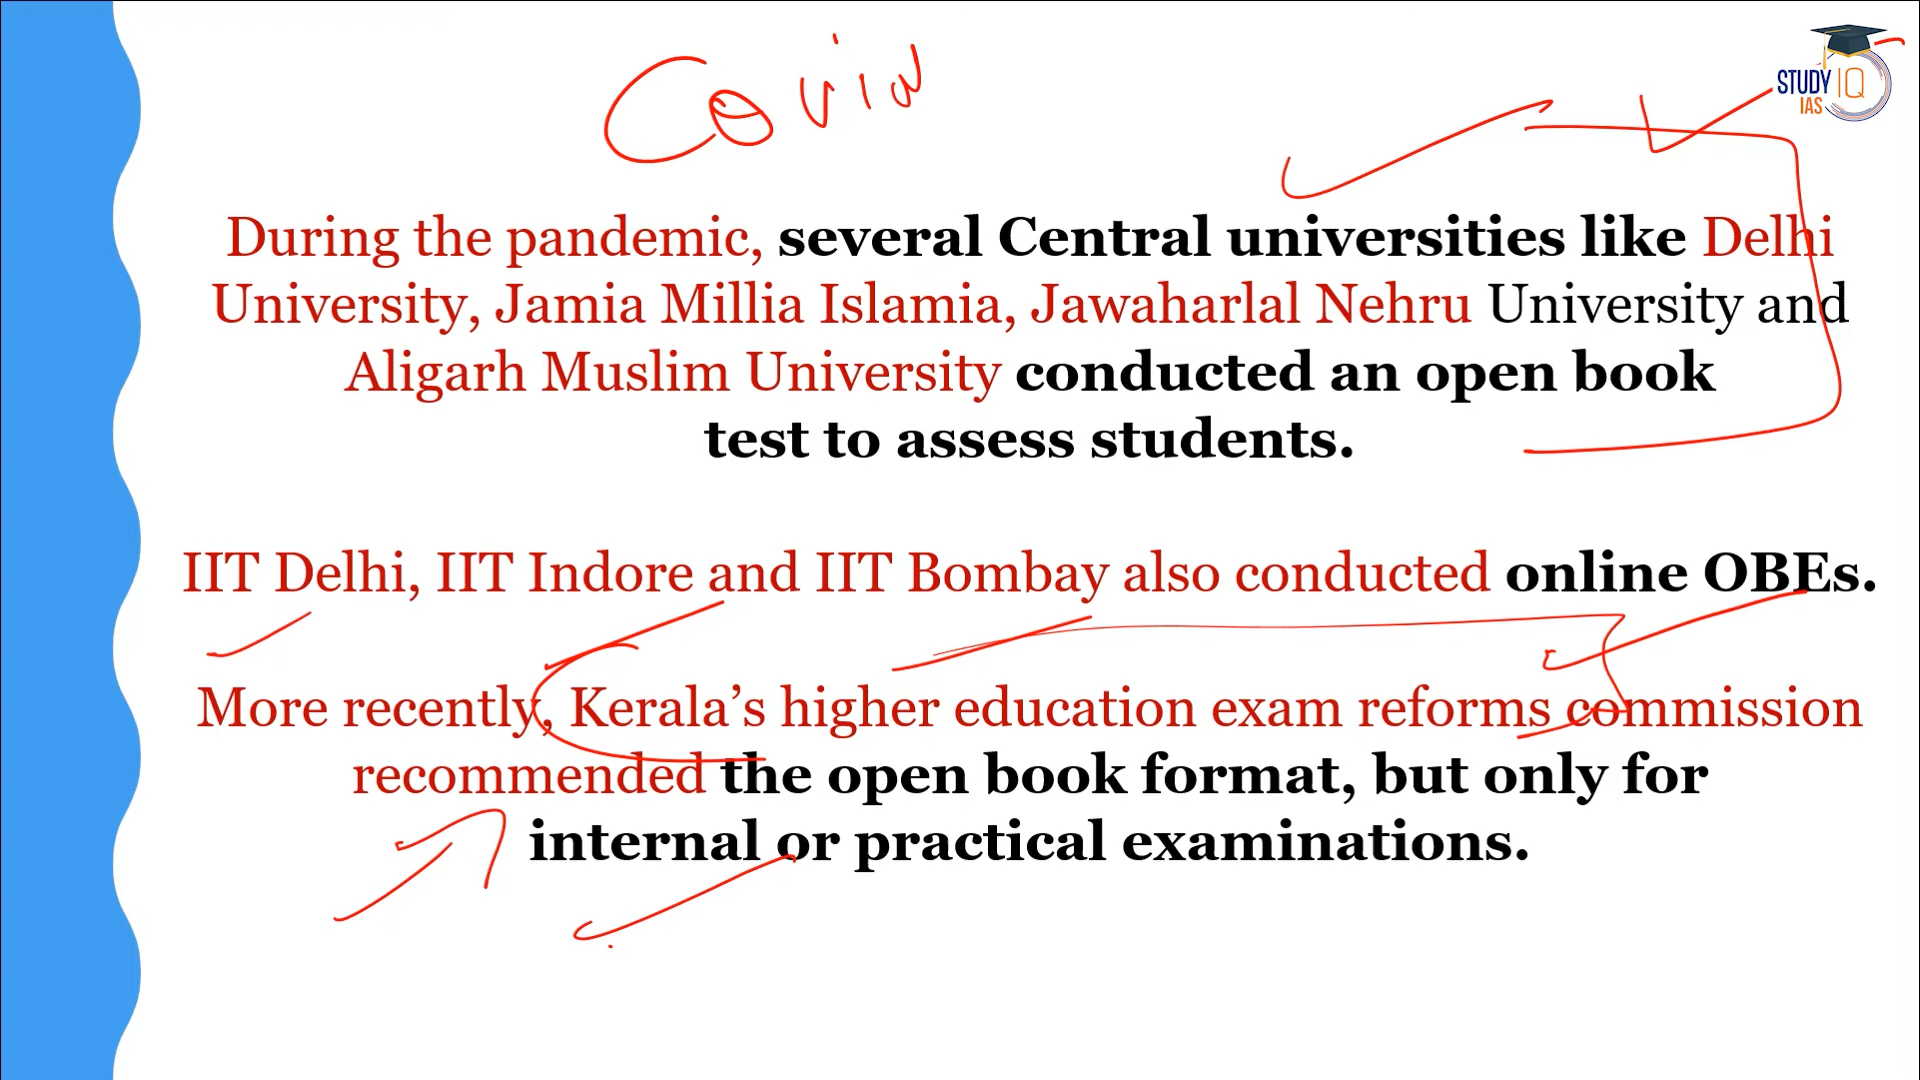 Covid
STUDY IQ
IAS
During the pandemic, several Central universities like Delhi
University, Jamia Millia Islamia, Jawaharlal Nehru University and
Aligarh Muslim University conducted an open book
test to assess students.
IIT Delhi, IIT Indore and IIT Bombay also conducted online OBEs.
More recently, Kerala’s higher education exam reforms commission
recommended the open book format, but only for
internal or practical examinations.